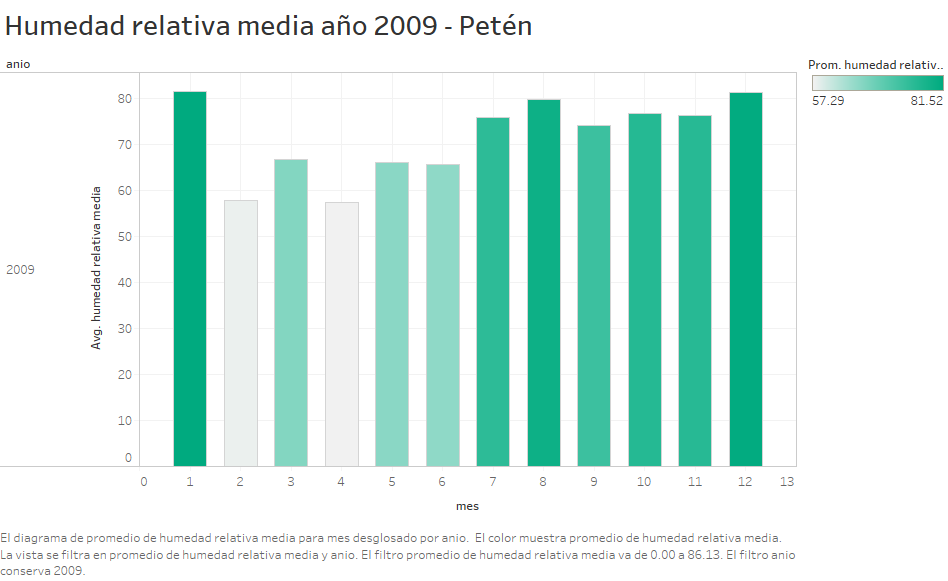 Humedad relativa media año 2009 - Petén
anio
Prom. humedad relativ..
57.29 81.52
80
70
60
50
40
30
20
10
0
Avg. humedad relativa media
2009
0 1 2 3 4 5 6 7 8 9 10 11 12 13
mes
El diagrama de promedio de humedad relativa media para mes desglosado por anio. El color muestra promedio de humedad relativa media.
La vista se filtra en promedio de humedad relativa media y anio. El filtro promedio de humedad relativa media va de 0.00 a 86.13. El filtro anio
conserva 2009.